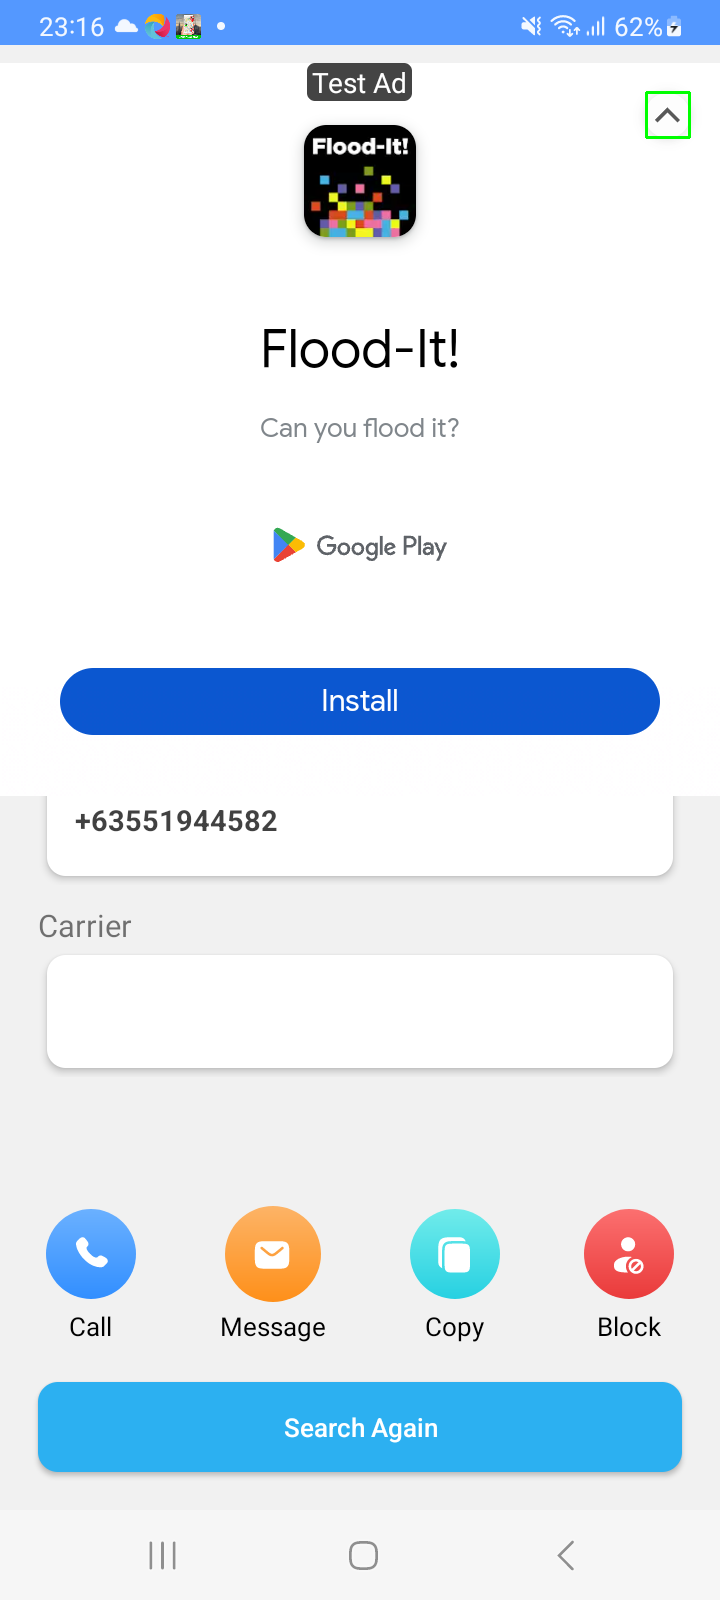 23:16
62%
Test Ad
Flood-It!
Flood-It!
Can you flood it?
Google Play
Install
+63551944582
Carrier
Call
Message
Copy
Block
Search Again